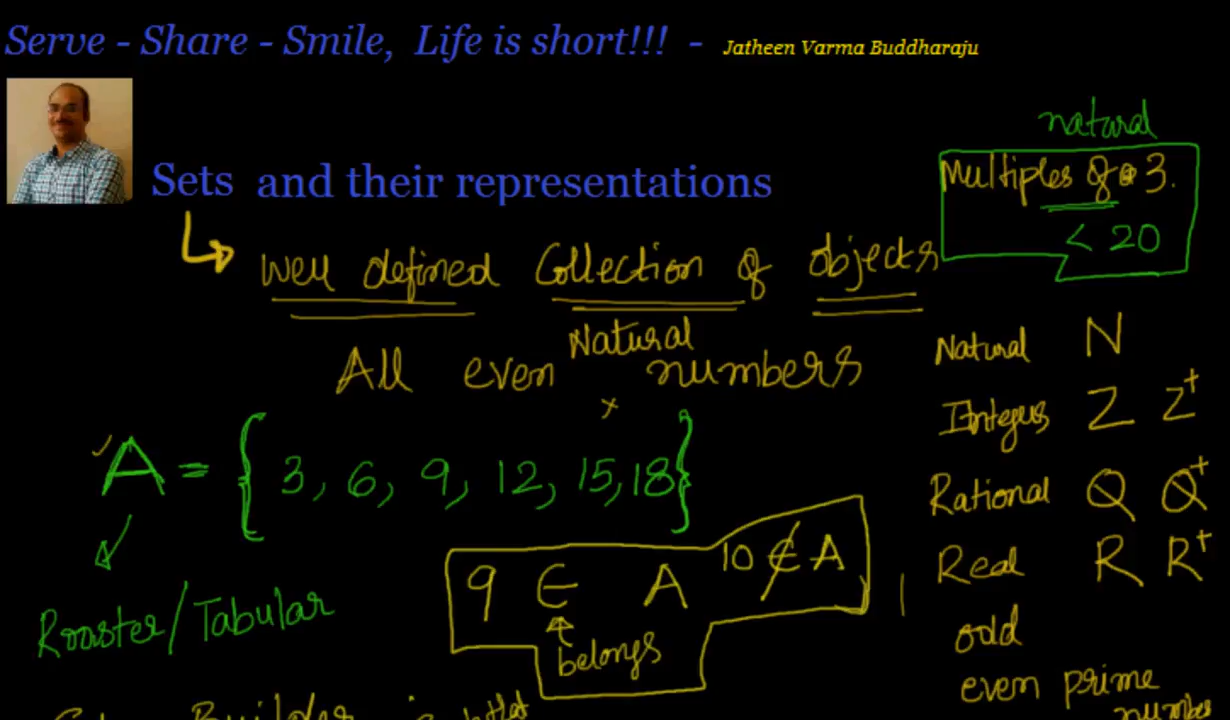 Serve - Share - Smile, Life is short!!! - Jatheen Varma Buddharaju
natural
Multiples of 3.
< 20
Sets and their representations
Well defined Collection of objects
Natural
All even numbers
Natural N
Integers Z Z⁺
Rational Q Q⁺
Real R R⁺
odd
even prime
number
A = { 3, 6, 9, 12, 15, 18}
Rooster/Tabular
9 ∈ A
10 ∉ A
belongs
Builder